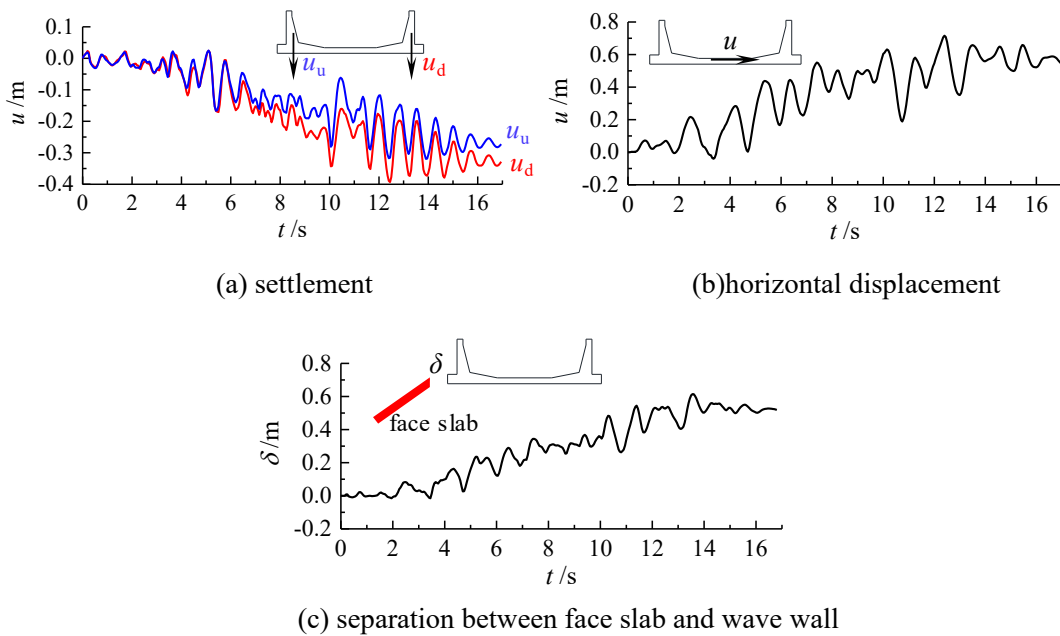 0.1
0.0
-0.1
-0.2
-0.3
-0.4
u /m
0 2 4 6 8 10 12 14 16
t /s
u_u
u_d
u_u
u_d
(a) settlement
0.8
0.6
0.4
0.2
0.0
-0.2
u /m
0 2 4 6 8 10 12 14 16
t /s
u
(b)horizontal displacement
0.8
0.6
0.4
0.2
0.0
-0.2
δ /m
0 2 4 6 8 10 12 14 16
t /s
δ
face slab
(c) separation between face slab and wave wall